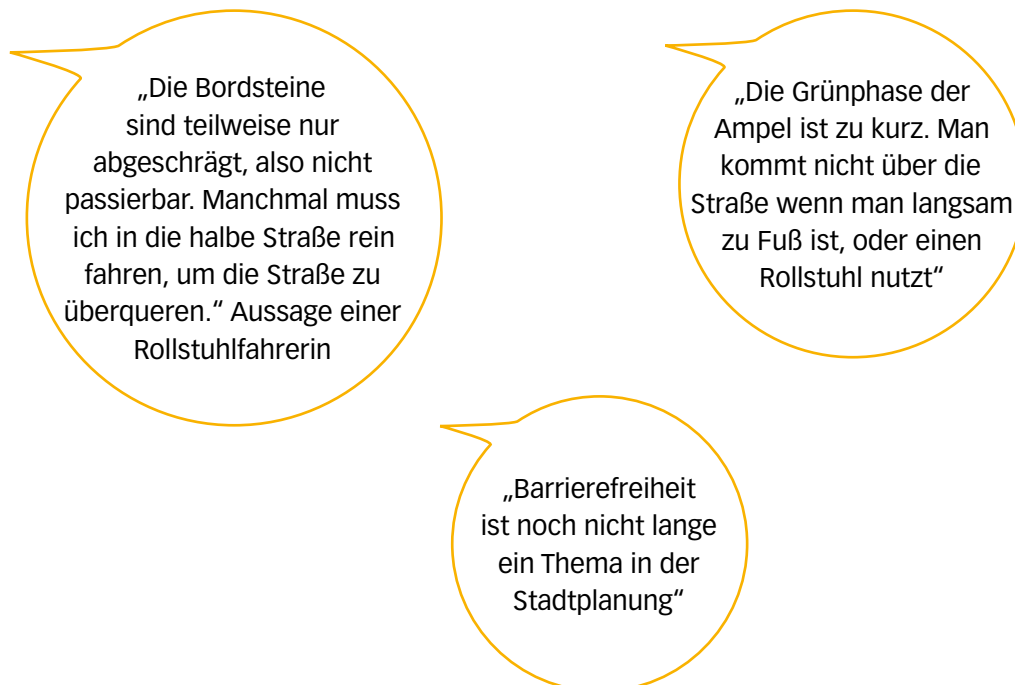 „Die Bordsteine
sind teilweise nur
abgeschrägt, also nicht
passierbar. Manchmal muss
ich in die halbe Straße rein
fahren, um die Straße zu
überqueren.“ Aussage einer
Rollstuhlfahrerin
„Die Grünphase der
Ampel ist zu kurz. Man
kommt nicht über die
Straße wenn man langsam
zu Fuß ist, oder einen
Rollstuhl nutzt“
„Barrierefreiheit
ist noch nicht lange
ein Thema in der
Stadtplanung“